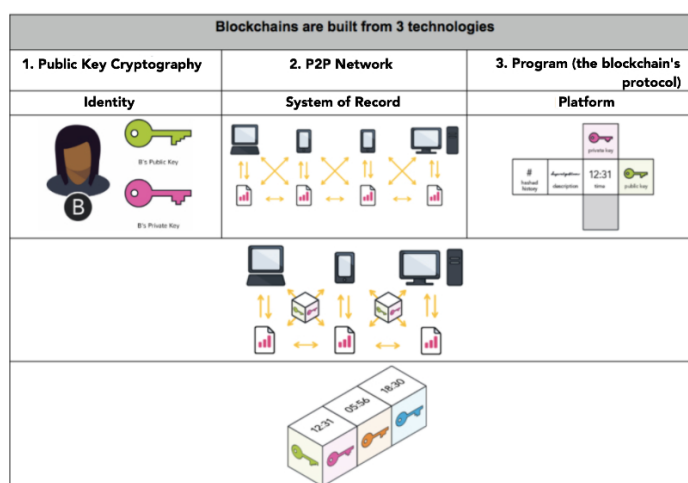 Blockchains are built from 3 technologies
1. Public Key Cryptography
2. P2P Network
3. Program (the blockchain's
protocol)
Identity
System of Record
Platform
B's Public Key
B
B's Private Key
private key
#
hashed
history
description
12:31
time
public key
12:31
05:56
18:30